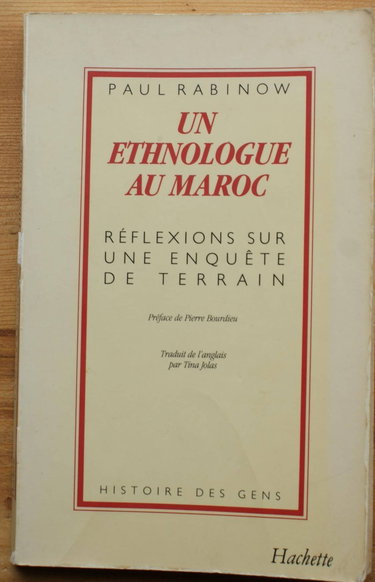 PAUL RABINOW
UN
ETHNOLOGUE
AU MAROC
RÉFLEXIONS SUR
UNE ENQUÊTE
DE TERRAIN
Préface de Pierre Bourdieu
Traduit de l'anglais
par Tina Jolas
HISTOIRE DES GENS
Hachette